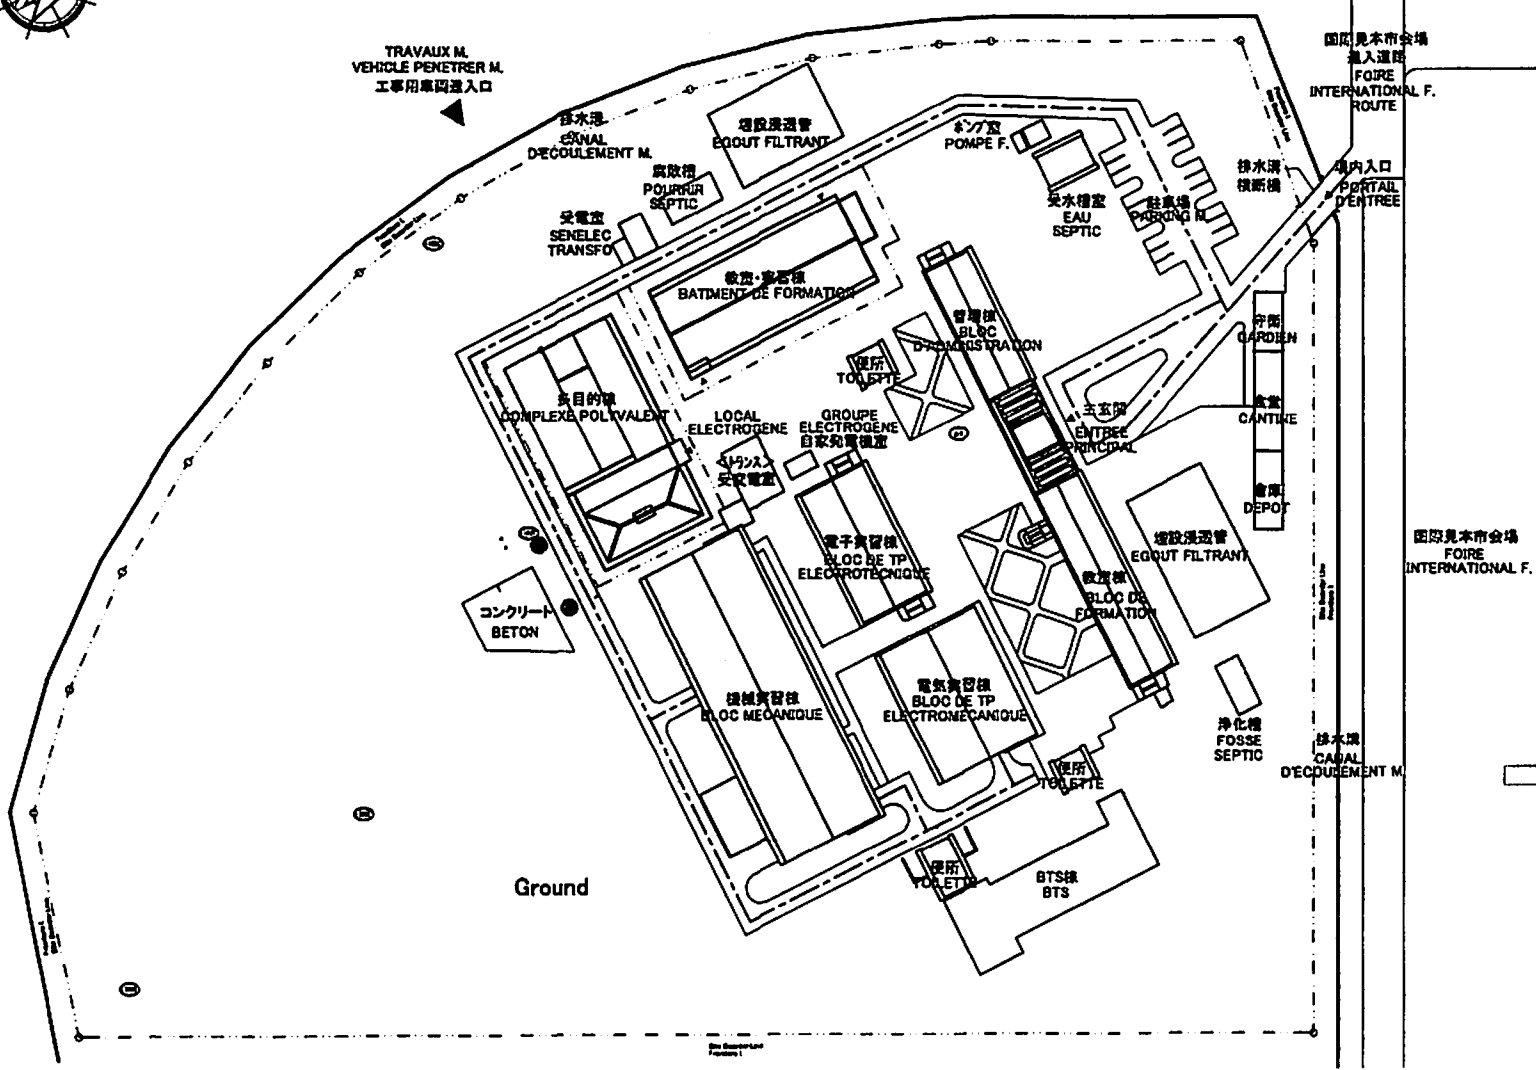 TRAVAUX M.
VEHICLE PENETRER M.
工事用車両進入口
排水溝
CANAL
D'ECOULEMENT M.
埋設浸透管
EGOUT FILTRANT
腐敗槽
POURRIR
SEPTIC
受電室
SENELEC
TRANSFO
ポンプ室
POMPE F.
受水槽室
EAU
SEPTIC
駐車場
PARKING M.
国際見本市会場
進入道路
FOIRE
INTERNATIONAL F.
ROUTE
排水溝
横断橋
構内入口
PORTAIL
D'ENTREE
教室・実習棟
BATIMENT DE FORMATION
管理棟
BLOC
D'ADMINISTRATION
便所
TOILETTE
守衛
GARDIEN
食堂
CANTINE
倉庫
DEPOT
多目的棟
COMPLEXE POLYVALENT
LOCAL
ELECTROGENE
GROUPE
ELECTROGENE
自家発電機室
受変電室
主玄関
ENTREE
PRINCIPAL
電子実習棟
BLOC DE TP
ELECTROTECNIQUE
埋設浸透管
EGOUT FILTRANT
教室棟
BLOC DE
FORMATION
国際見本市会場
FOIRE
INTERNATIONAL F.
コンクリート
BETON
機械実習棟
BLOC MECANIQUE
電気実習棟
BLOC DE TP
ELECTROMECANIQUE
浄化槽
FOSSE
SEPTIC
排水溝
CANAL
D'ECOULEMENT M.
便所
TOILETTE
便所
TOILETTE
BTS棟
BTS
Ground